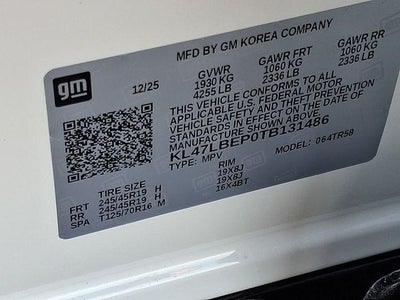 gm
MFD BY GM KOREA COMPANY
12/25
GVWR GAWR FRT GAWR RR
1930 KG 1060 KG 1060 KG
4255 LB 2336 LB 2336 LB
THIS VEHICLE CONFORMS TO ALL
APPLICABLE U.S. FEDERAL MOTOR
VEHICLE SAFETY AND THEFT PREVENTION
STANDARDS IN EFFECT ON THE DATE OF
MANUFACTURE SHOWN ABOVE.
KL47LBEP0TB131486
TYPE: MPV MODEL: 064TR58
TIRE SIZE RIM
FRT 245/45R19 H 19X8J
RR 245/45R19 H 19X8J
SPA T125/70R16 M 16X4BT